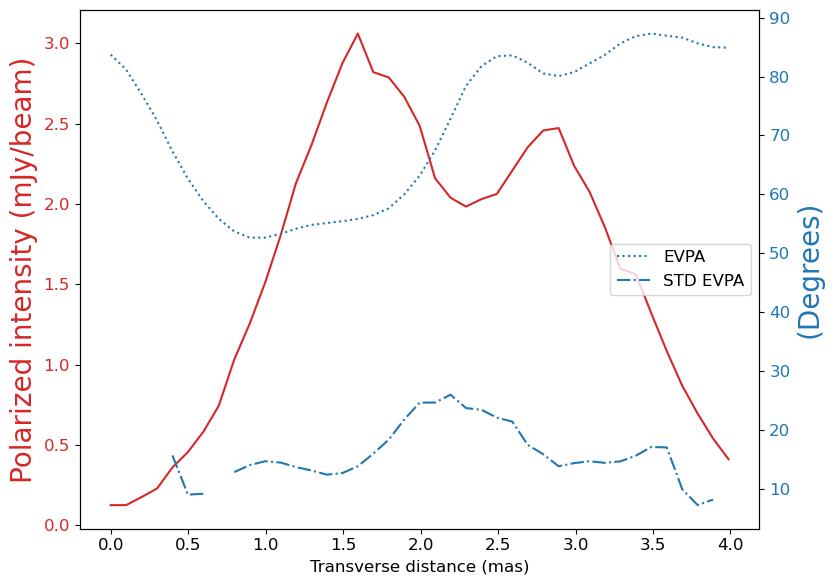 Polarized intensity (mJy/beam)
3.0
2.5
2.0
1.5
1.0
0.5
0.0
90
80
70
60
50
40
30
20
10
(Degrees)
EVPA
STD EVPA
0.0 0.5 1.0 1.5 2.0 2.5 3.0 3.5 4.0
Transverse distance (mas)